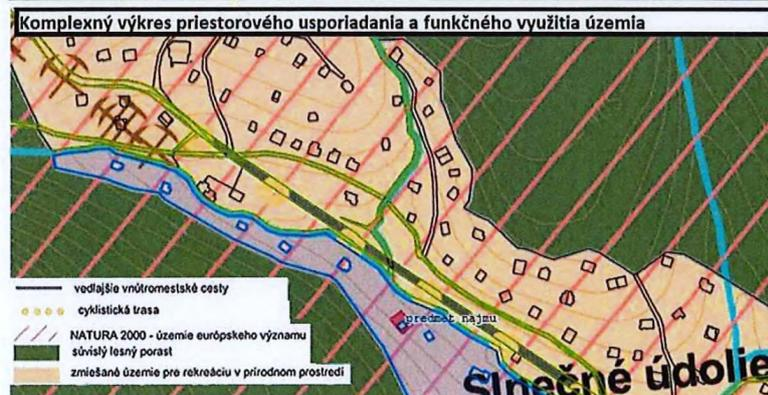 Komplexný výkres priestorového usporiadania a funkčného využitia územia
predmet nájmu
vedľajšie vnútromestské cesty
cyklistická trasa
NATURA 2000 - územie európskeho významu
súvislý lesný porast
zmiešané územie pre rekreáciu v prírodnom prostredí
Slnečné údolie